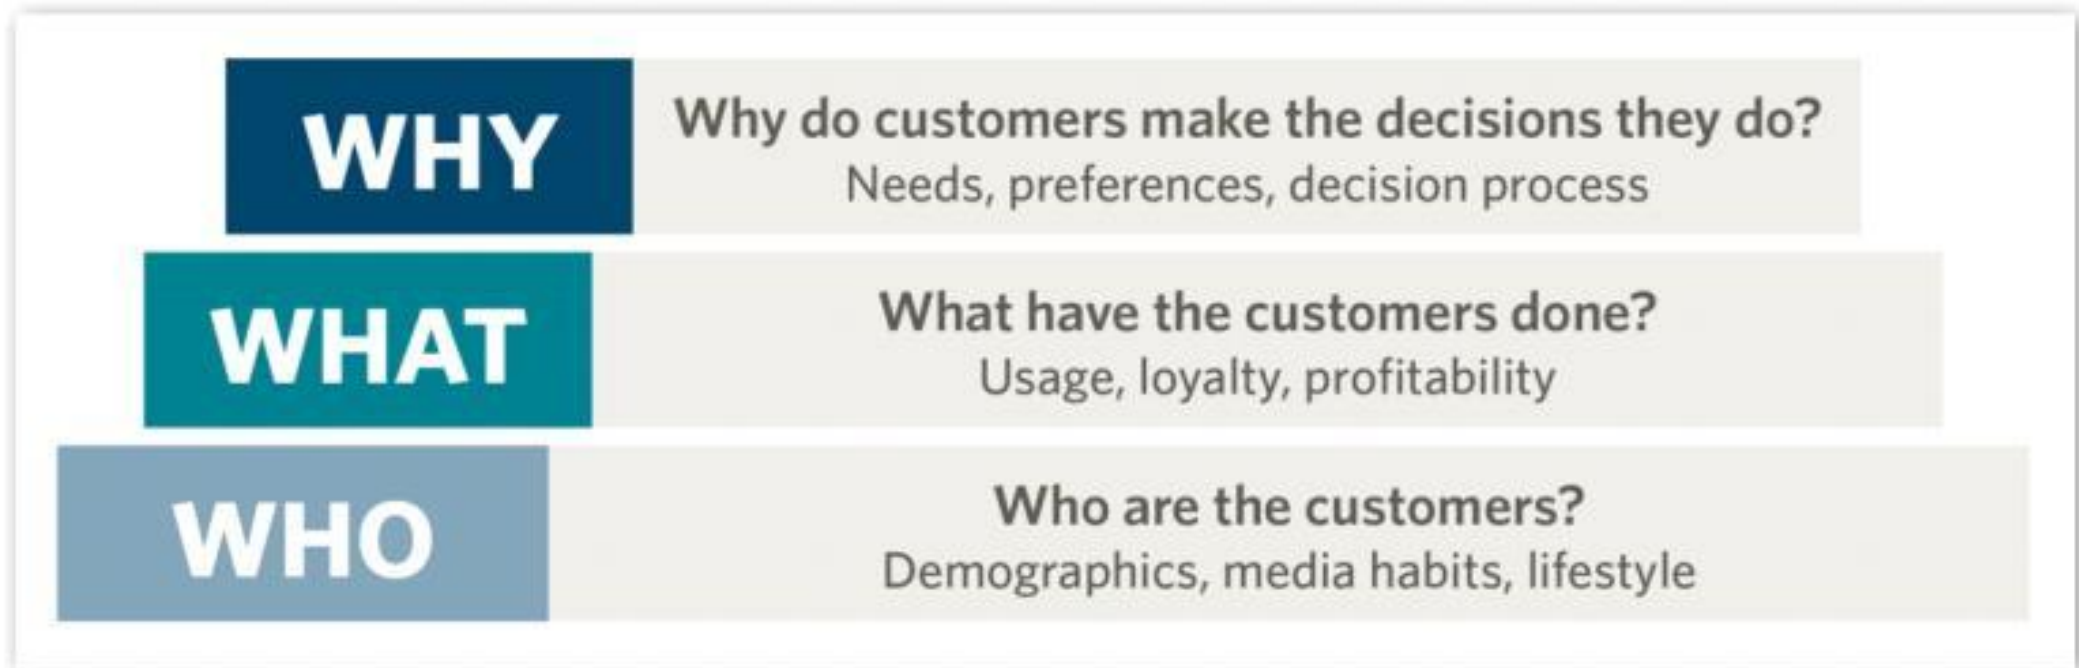 WHY
Why do customers make the decisions they do?
Needs, preferences, decision process
WHAT
What have the customers done?
Usage, loyalty, profitability
WHO
Who are the customers?
Demographics, media habits, lifestyle